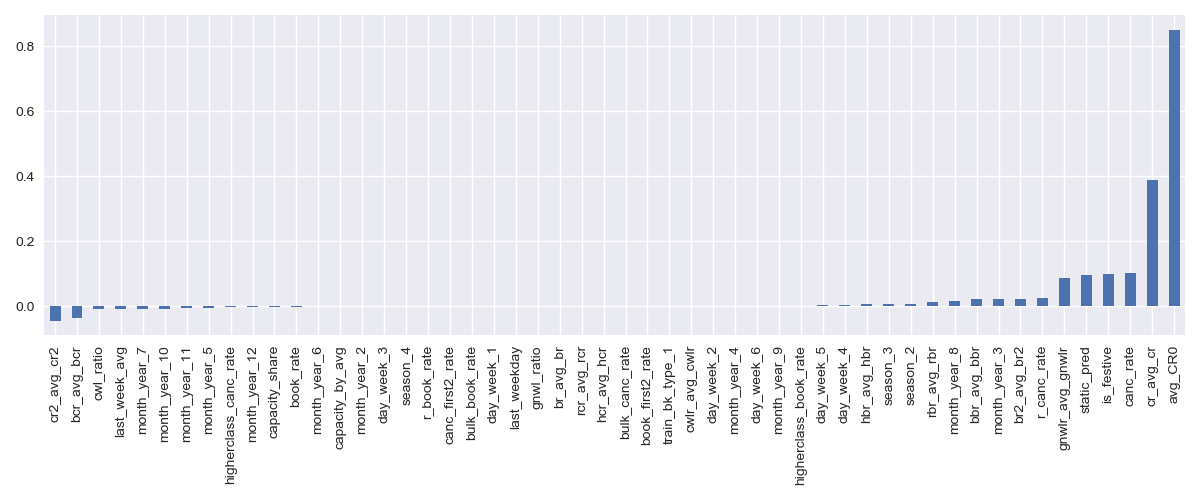 0.8
0.6
0.4
0.2
0.0
cr2_avg_cr2
bcr_avg_bcr
cwl_ratio
last_week_avg
month_year_7
month_year_10
month_year_11
month_year_5
higherclass_canc_rate
month_year_12
capacity_share
book_rate
month_year_6
capacity_by_avg
month_year_2
day_week_3
season_4
r_book_rate
canc_first2_rate
bulk_book_rate
day_week_1
last_weekday
gnwl_ratio
br_avg_br
rcr_avg_rcr
hcr_avg_hcr
bulk_canc_rate
book_first2_rate
train_bk_type_1
cwlr_avg_cwlr
day_week_2
month_year_4
day_week_6
month_year_9
higherclass_book_rate
day_week_5
day_week_4
hbr_avg_hbr
season_3
season_2
rbr_avg_rbr
month_year_8
bbr_avg_bbr
month_year_3
br2_avg_br2
r_canc_rate
gnwlr_avg_gnwlr
static_pred
is_festive
canc_rate
cr_avg_cr
avg_CR0